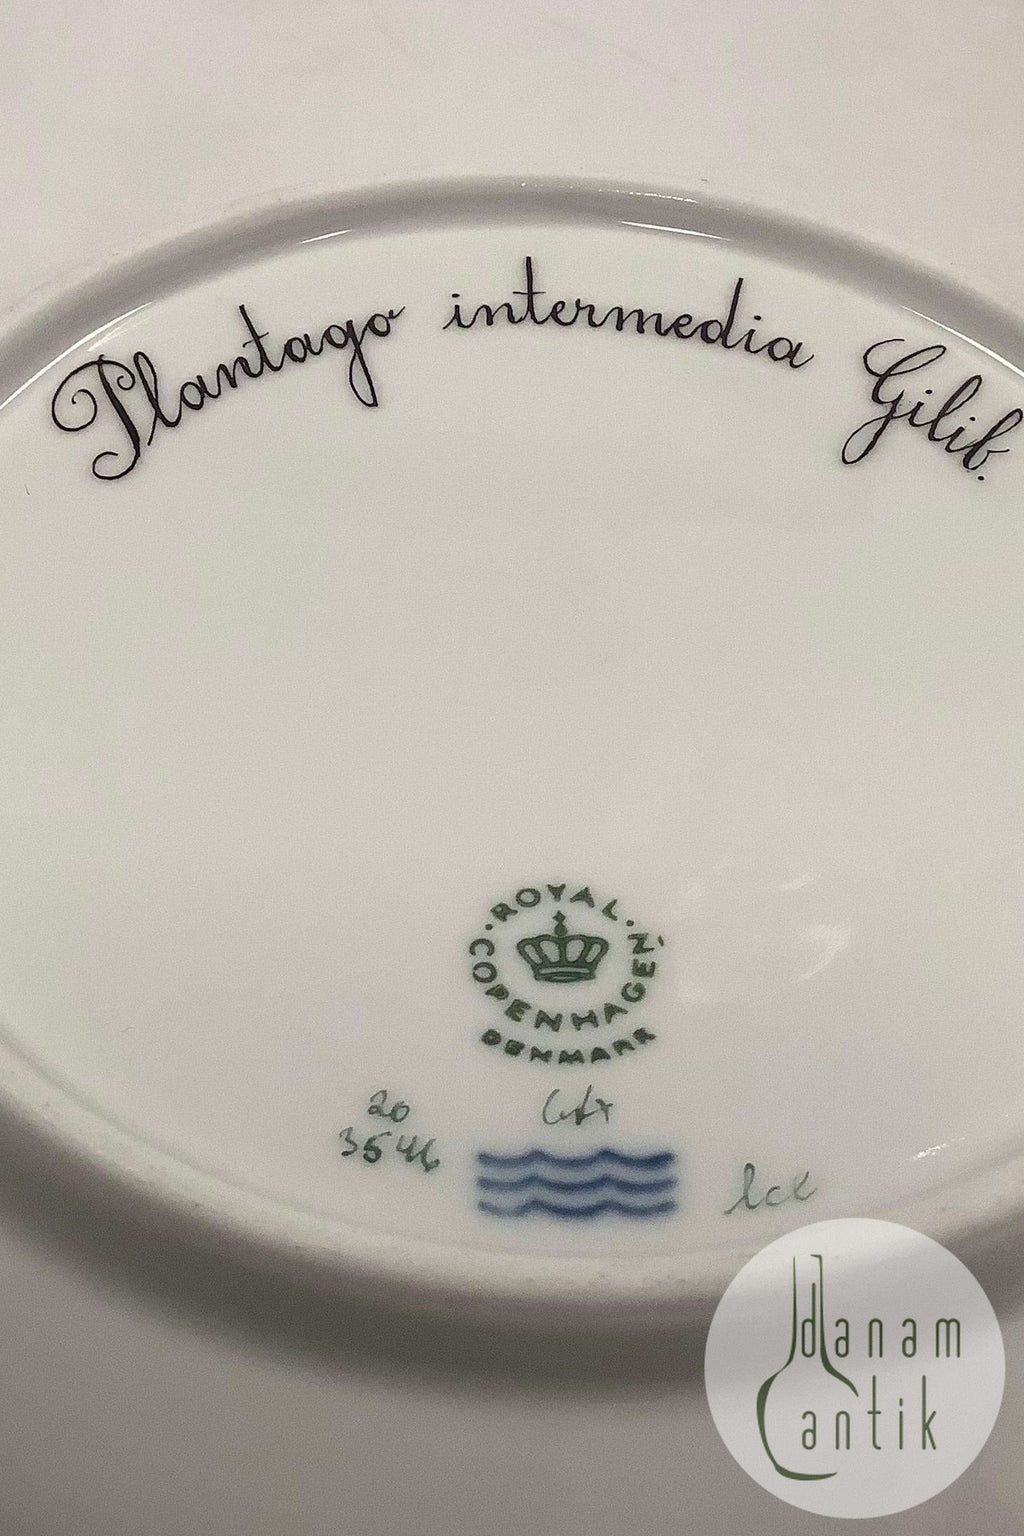 Plantago intermedia Gilib.
ROYAL.
COPENHAGEN
DENMARK
20
3546
danam
antik